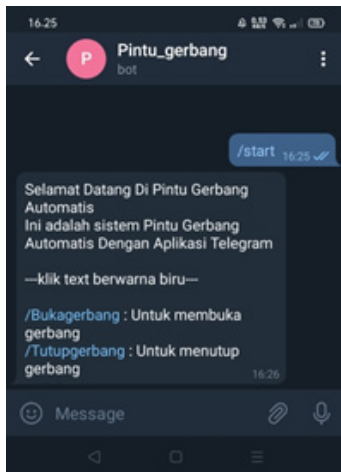 16.25
P
Pintu_gerbang
bot
/start 16:25
Selamat Datang Di Pintu Gerbang
Automatis
Ini adalah sistem Pintu Gerbang
Automatis Dengan Aplikasi Telegram
---klik text berwarna biru---
/Bukagerbang : Untuk membuka
gerbang
/Tutupgerbang : Untuk menutup
gerbang
16:26
Message